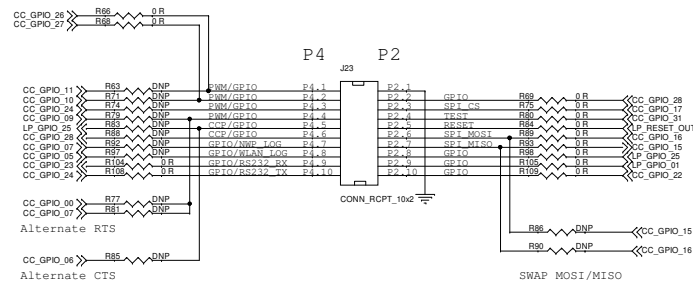 CC_GPIO_26 R66 0 R
CC_GPIO_27 R68 0 R
P4 P2
J23
CC_GPIO_11 R63 DNP PWM/GPIO P4.1 P2.1
CC_GPIO_10 R71 DNP PWM/GPIO P4.2 P2.2 GPIO R69 0 R CC_GPIO_28
CC_GPIO_24 R74 DNP PWM/GPIO P4.3 P2.3 SPI_CS R75 0 R CC_GPIO_17
CC_GPIO_09 R79 DNP PWM/GPIO P4.4 P2.4 TEST R80 0 R CC_GPIO_31
LP_GPIO_25 R83 DNP CCP/GPIO P4.5 P2.5 RESET R84 0 R LP_RESET_OUT
CC_GPIO_28 R88 DNP CCP/GPIO P4.6 P2.6 SPI_MOSI R89 0 R CC_GPIO_16
CC_GPIO_07 R92 DNP GPIO/NWP_LOG P4.7 P2.7 SPI_MISO R93 0 R CC_GPIO_15
CC_GPIO_05 R97 DNP GPIO/WLAN_LOG P4.8 P2.8 GPIO R98 0 R LP_GPIO_25
CC_GPIO_23 R104 0 R GPIO/RS232_RX P4.9 P2.9 GPIO R105 0 R LP_GPIO_01
CC_GPIO_24 R108 0 R GPIO/RS232_TX P4.10 P2.10 GPIO R109 0 R CC_GPIO_22
CONN_RCPT_10x2
CC_GPIO_00 R77 DNP
CC_GPIO_07 R81 DNP
Alternate RTS
R86 DNP CC_GPIO_15
R90 DNP CC_GPIO_16
CC_GPIO_06 R85 DNP
Alternate CTS
SWAP MOSI/MISO